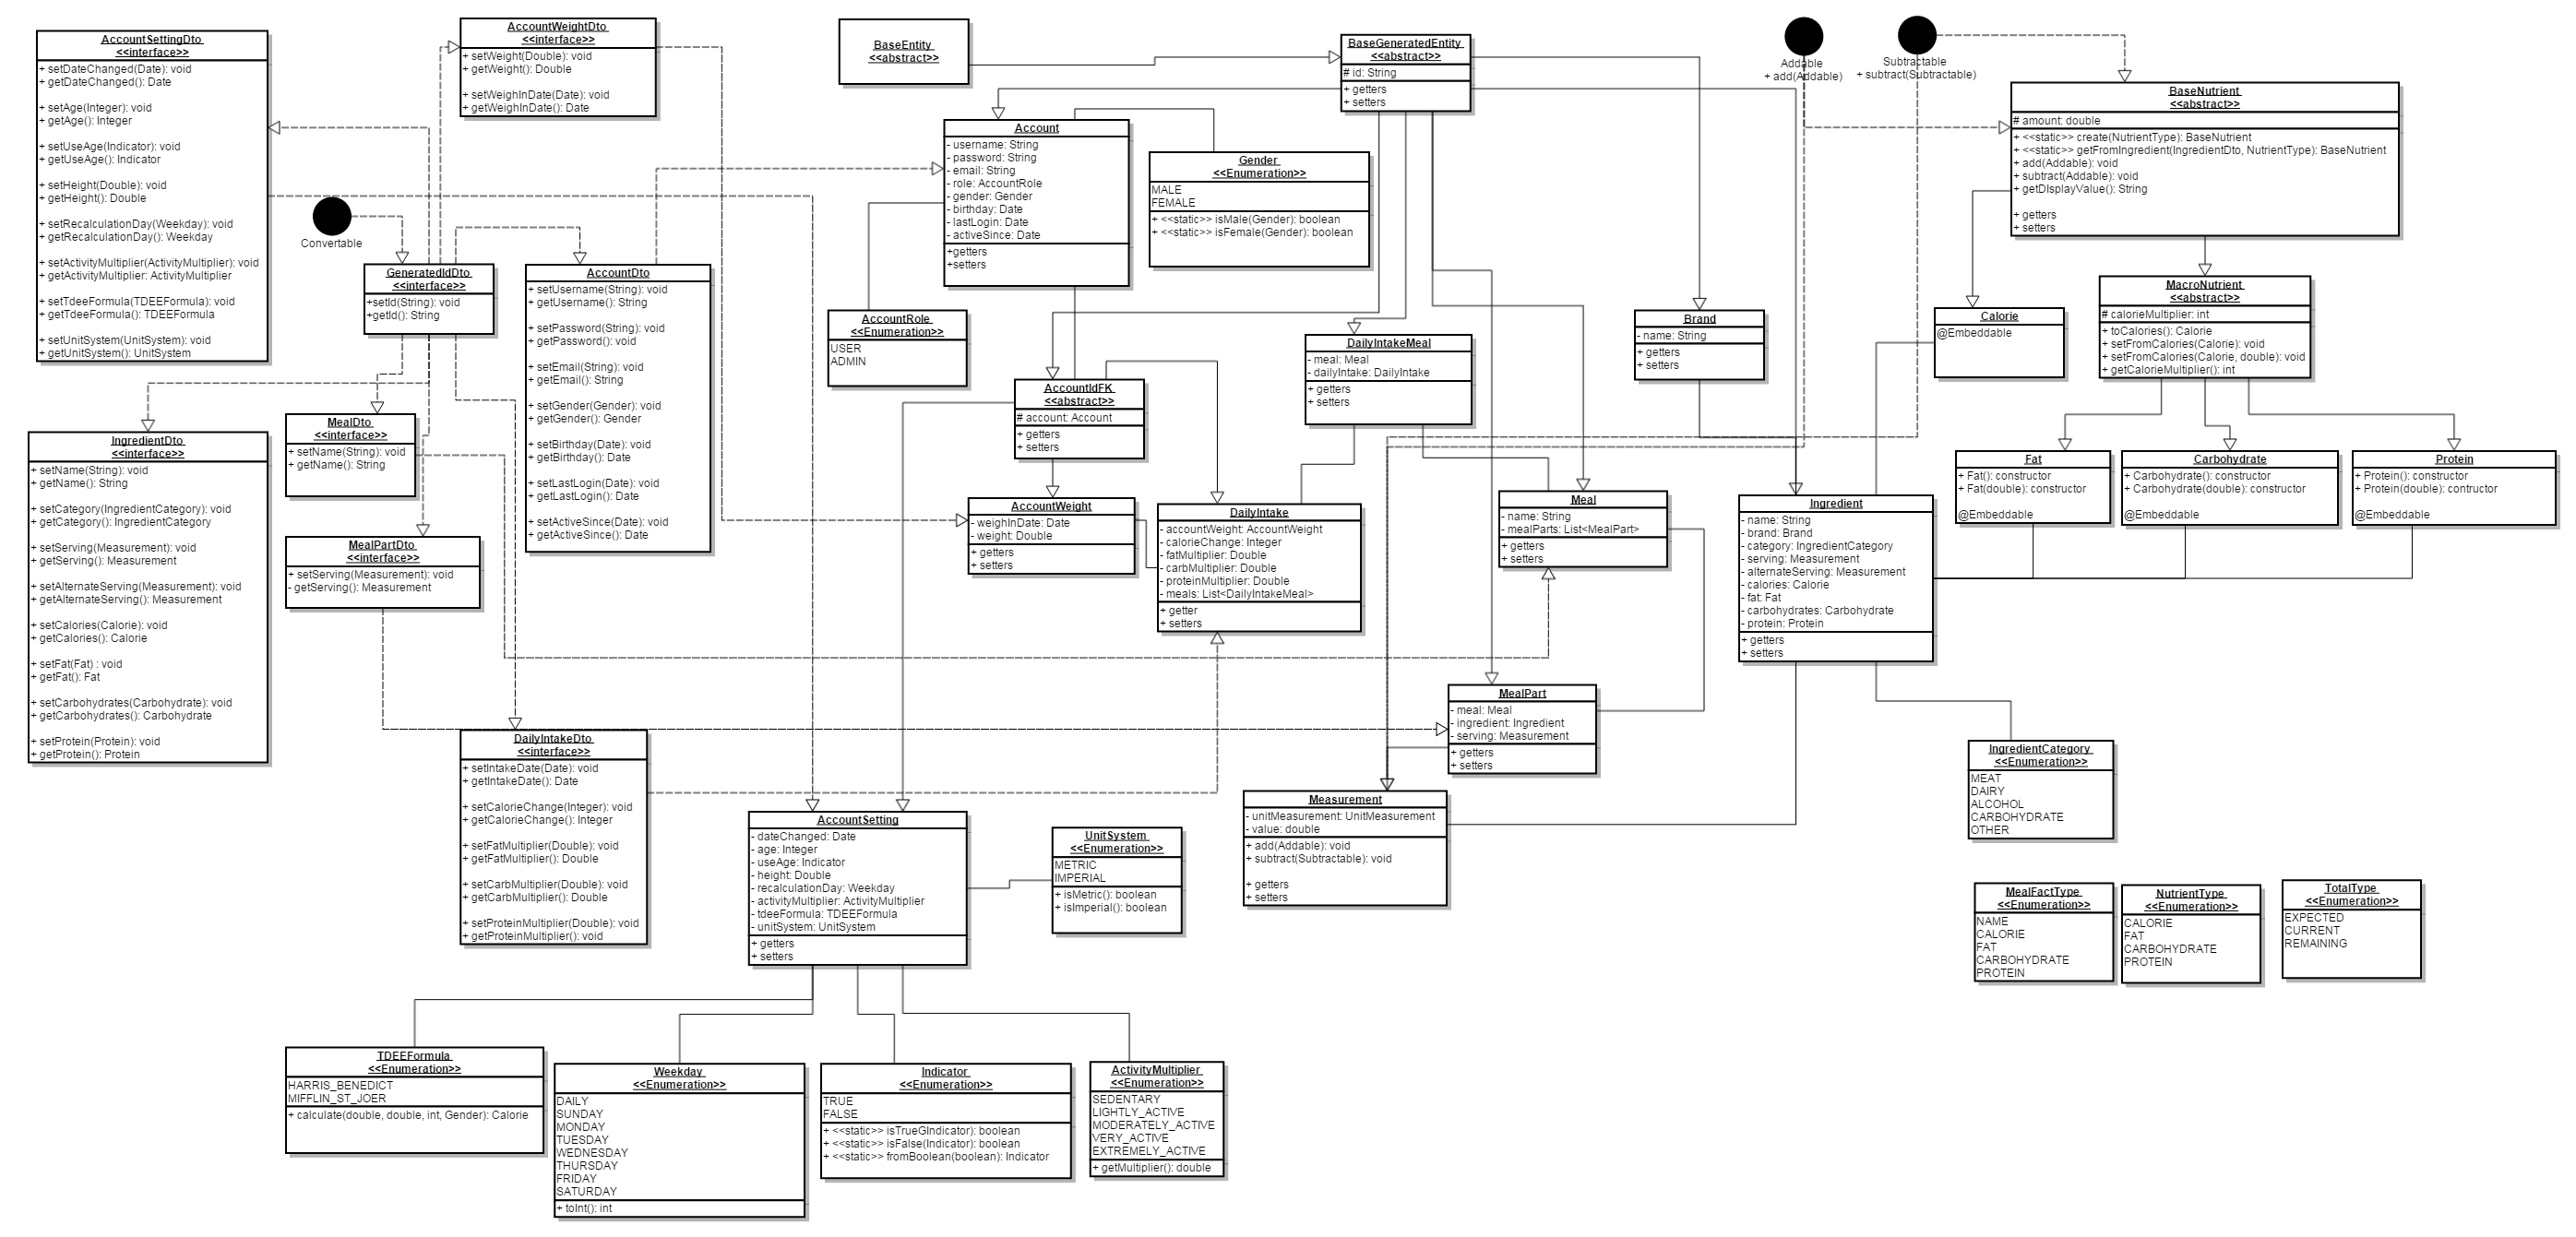 AccountSettingDto
<<interface>>
+ setDateChanged(Date): void
+ getDateChanged(): Date
+ setAge(Integer): void
+ getAge(): Integer
+ setUseAge(Indicator): void
+ getUseAge(): Indicator
+ setHeight(Double): void
+ getHeight(): Double
+ setRecalculationDay(Weekday): void
+ getRecalculationDay(): Weekday
+ setActivityMultiplier(ActivityMultiplier): void
+ getActivityMultiplier: ActivityMultiplier
+ setTdeeFormula(TDEEFormula): void
+ getTdeeFormula(): TDEEFormula
+ setUnitSystem(UnitSystem): void
+ getUnitSystem(): UnitSystem
AccountWeightDto
<<interface>>
+ setWeight(Double): void
+ getWeight(): Double
+ setWeighInDate(Date): void
+ getWeighInDate(): Date
BaseEntity
<<abstract>>
BaseGeneratedEntity
<<abstract>>
# id: String
+ getters
+ setters
Addable
+ add(Addable)
Subtractable
+ subtract(Subtractable)
BaseNutrient
<<abstract>>
# amount: double
+ <<static>> create(NutrientType): BaseNutrient
+ <<static>> getFromIngredient(IngredientDto, NutrientType): BaseNutrient
+ add(Addable): void
+ subtract(Addable): void
+ getDIsplayValue(): String
+ getters
+ setters
Account
- username: String
- password: String
- email: String
- role: AccountRole
- gender: Gender
- birthday: Date
- lastLogin: Date
- activeSince: Date
+getters
+setters
Gender
<<Enumeration>>
MALE
FEMALE
+ <<static>> isMale(Gender): boolean
+ <<static>> isFemale(Gender): boolean
Convertable
GeneratedIdDto
<<interface>>
+setId(String): void
+getId(): String
AccountDto
+ setUsername(String): void
+ getUsername(): String
+ setPassword(String): void
+ getPassword(): void
+ setEmail(String): void
+ getEmail(): String
+ setGender(Gender): void
+ getGender(): Gender
+ setBirthday(Date): void
+ getBirthday(): Date
+ setLastLogin(Date): void
+ getLastLogin(): Date
+ setActiveSince(Date): void
+ getActiveSince(): Date
AccountRole
<<Enumeration>>
USER
ADMIN
DailyIntakeMeal
- meal: Meal
- dailyIntake: DailyIntake
+ getters
+ setters
Brand
- name: String
+ getters
+ setters
Calorie
@Embeddable
MacroNutrient
<<abstract>>
# calorieMultiplier: int
+ toCalories(): Calorie
+ setFromCalories(Calorie): void
+ setFromCalories(Calorie, double): void
+ getCalorieMultiplier(): int
AccountIdFK
<<abstract>>
# account: Account
+ getters
+ setters
IngredientDto
<<interface>>
+ setName(String): void
+ getName(): String
+ setCategory(IngredientCategory): void
+ getCategory(): IngredientCategory
+ setServing(Measurement): void
+ getServing(): Measurement
+ setAlternateServing(Measurement): void
+ getAlternateServing(): Measurement
+ setCalories(Calorie): void
+ getCalories(): Calorie
+ setFat(Fat) : void
+ getFat(): Fat
+ setCarbohydrates(Carbohydrate): void
+ getCarbohydrates(): Carbohydrate
+ setProtein(Protein): void
+ getProtein(): Protein
MealDto
<<interface>>
+ setName(String): void
+ getName(): String
MealPartDto
<<interface>>
+ setServing(Measurement): void
- getServing(): Measurement
AccountWeight
- weighInDate: Date
- weight: Double
+ getters
+ setters
DailyIntake
- accountWeight: AccountWeight
- calorieChange: Integer
- fatMultiplier: Double
- carbMultiplier: Double
- proteinMultiplier: Double
- meals: List<DailyIntakeMeal>
+ getter
+ setters
Meal
- name: String
- mealParts: List<MealPart>
+ getters
+ setters
Ingredient
- name: String
- brand: Brand
- category: IngredientCategory
- serving: Measurement
- alternateServing: Measurement
- calories: Calorie
- fat: Fat
- carbohydrates: Carbohydrate
- protein: Protein
+ getters
+ setters
Fat
+ Fat(): constructor
+ Fat(double): constructor
@Embeddable
Carbohydrate
+ Carbohydrate(): constructor
+ Carbohydrate(double): constructor
@Embeddable
Protein
+ Protein(): constructor
+ Protein(double): contructor
@Embeddable
DailyIntakeDto
<<interface>>
+ setIntakeDate(Date): void
+ getIntakeDate(): Date
+ setCalorieChange(Integer): void
+ getCalorieChange(): Integer
+ setFatMultiplier(Double): void
+ getFatMultiplier(): Double
+ setCarbMultiplier(Double): void
+ getCarbMultiplier(): Double
+ setProteinMultiplier(Double): void
+ getProteinMultiplier(): void
MealPart
- meal: Meal
- ingredient: Ingredient
- serving: Measurement
+ getters
+ setters
IngredientCategory
<<Enumeration>>
MEAT
DAIRY
ALCOHOL
CARBOHYDRATE
OTHER
AccountSetting
- dateChanged: Date
- age: Integer
- useAge: Indicator
- height: Double
- recalculationDay: Weekday
- activityMultiplier: ActivityMultiplier
- tdeeFormula: TDEEFormula
- unitSystem: UnitSystem
+ getters
+ setters
UnitSystem
<<Enumeration>>
METRIC
IMPERIAL
+ isMetric(): boolean
+ isImperial(): boolean
Measurement
- unitMeasurement: UnitMeasurement
- value: double
+ add(Addable): void
+ subtract(Subtractable): void
+ getters
+ setters
MealFactType
<<Enumeration>>
NAME
CALORIE
FAT
CARBOHYDRATE
PROTEIN
NutrientType
<<Enumeration>>
CALORIE
FAT
CARBOHYDRATE
PROTEIN
TotalType
<<Enumeration>>
EXPECTED
CURRENT
REMAINING
TDEEFormula
<<Enumeration>>
HARRIS_BENEDICT
MIFFLIN_ST_JOER
+ calculate(double, double, int, Gender): Calorie
Weekday
<<Enumeration>>
DAILY
SUNDAY
MONDAY
TUESDAY
WEDNESDAY
THURSDAY
FRIDAY
SATURDAY
+ toInt(): int
Indicator
<<Enumeration>>
TRUE
FALSE
+ <<static>> isTrueGIndicator): boolean
+ <<static>> isFalse(Indicator): boolean
+ <<static>> fromBoolean(boolean): Indicator
ActivityMultiplier
<<Enumeration>>
SEDENTARY
LIGHTLY_ACTIVE
MODERATELY_ACTIVE
VERY_ACTIVE
EXTREMELY_ACTIVE
+ getMultiplier(): double